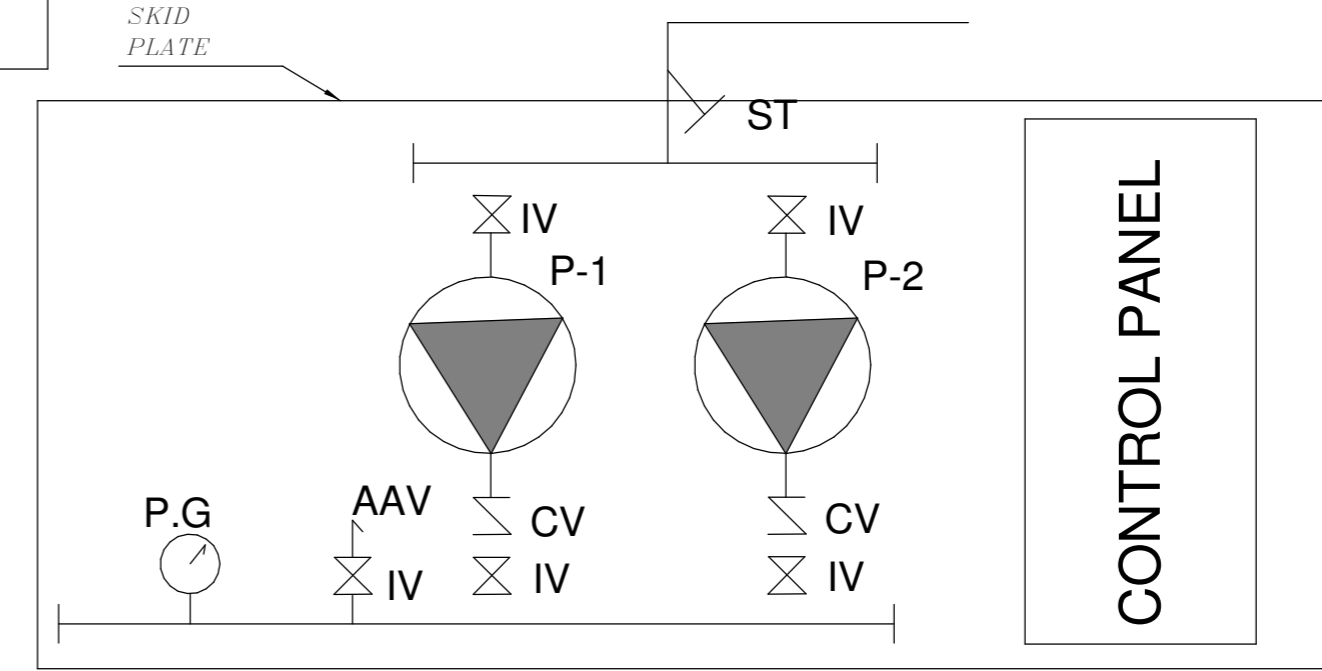 SKID
PLATE
ST
IV
IV
P-1
P-2
CONTROL PANEL
P.G
AAV
CV
CV
IV
IV
IV